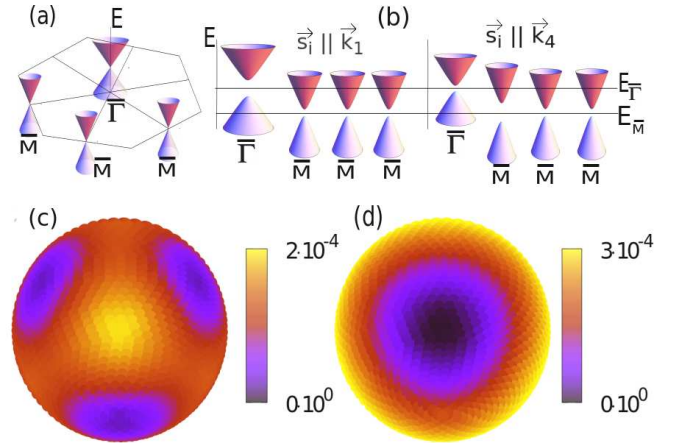 (a)
E
Γ̄
M̄
M̄
M̄
(b)
E
s⃗ᵢ || k⃗₁
s⃗ᵢ || k⃗₄
E_Γ̄
E_M̄
Γ̄
M̄ M̄ M̄
Γ̄
M̄ M̄ M̄
(c)
2·10⁻⁴
0·10⁰
(d)
3·10⁻⁴
0·10⁰